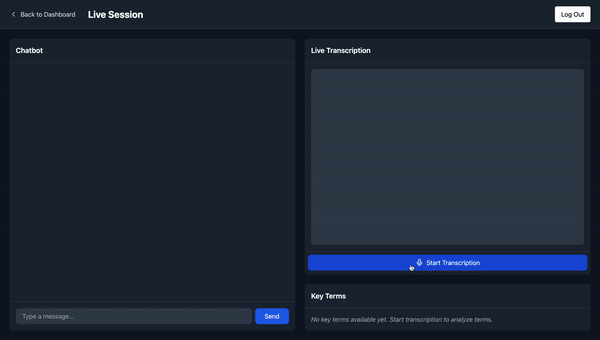 Back to Dashboard
Live Session
Log Out
Chatbot
Type a message...
Send
Live Transcription
Start Transcription
Key Terms
No key terms available yet. Start transcription to analyze terms.